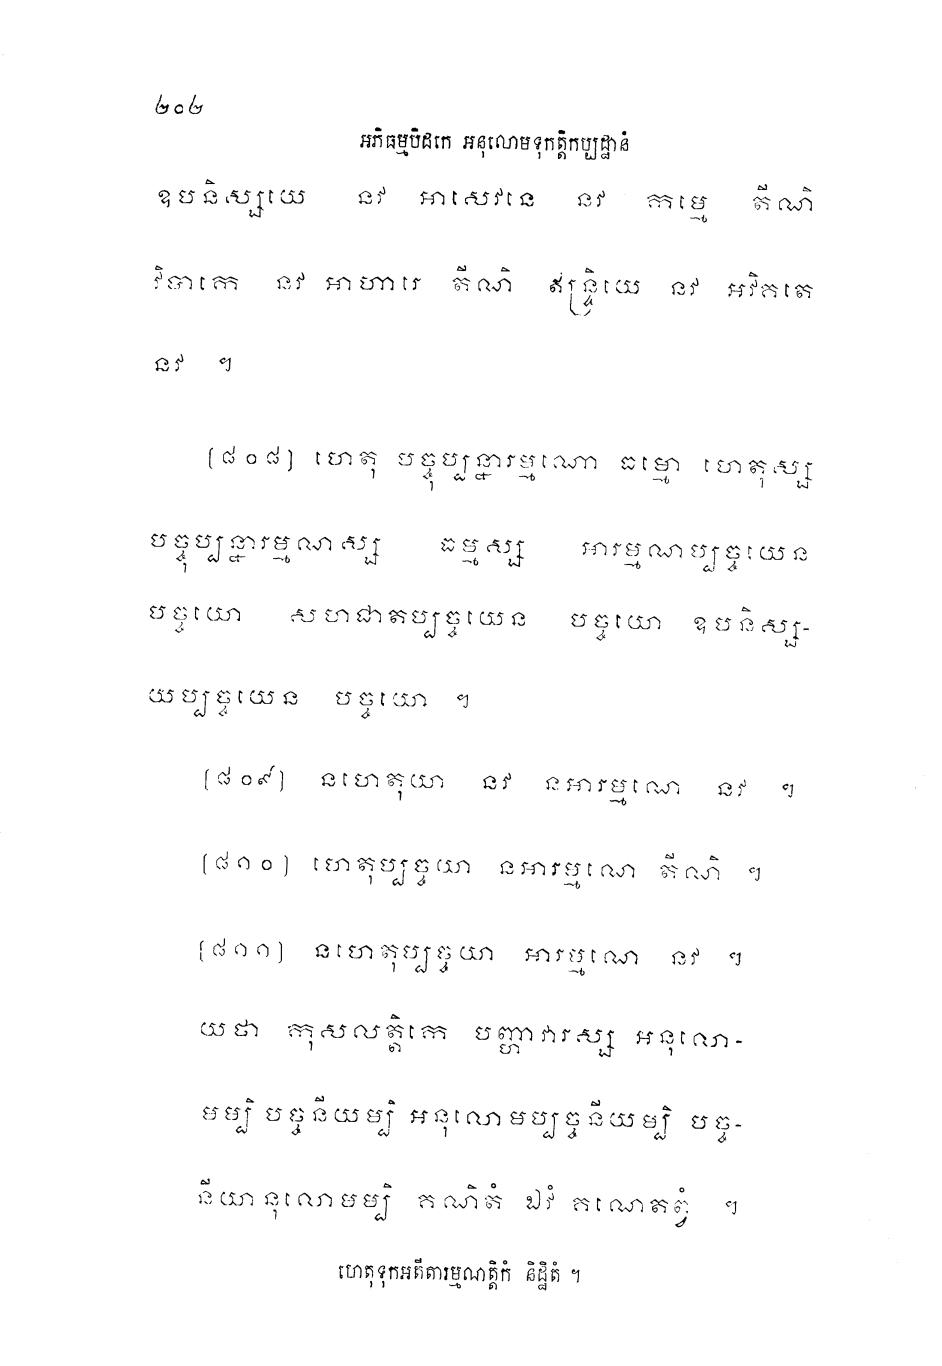 ២០២
អភិធម្មបិដកេ អនុលោមទុកត្តិកប្បដ្ឋានំ
ឧបនិស្សយេ នវ អាសេវនេ នវ កម្មេ តីណិ
វិបាកេ នវ អាហារេ តីណិ ឥន្ទ្រិយេ នវ អវិគតេ
នវ ។
(៨០៨) ហេតុ បច្ចុប្បន្នារម្មណោ ធម្មោ ហេតុស្ស
បច្ចុប្បន្នារម្មណស្ស ធម្មស្ស អារម្មណប្បច្ចយេន
បច្ចយោ សហជាតប្បច្ចយេន បច្ចយោ ឧបនិស្ស-
យប្បច្ចយេន បច្ចយោ ។
(៨០៩) នហេតុយា នវ នអារម្មណេ នវ ។
(៨១០) ហេតុប្បច្ចយា នអារម្មណេ តីណិ ។
(៨១១) នហេតុប្បច្ចយា អារម្មណេ នវ ។
យថា កុសលត្តិកេ បញ្ហាវារស្ស អនុលោ-
មម្បិ បច្ចនីយម្បិ អនុលោមប្បច្ចនីយម្បិ បច្ច-
នីយានុលោមម្បិ គណិតំ ឯវំ គណេតព្វំ ។
ហេតុទុកអតីតារម្មណត្តិកំ និដ្ឋិតំ ។